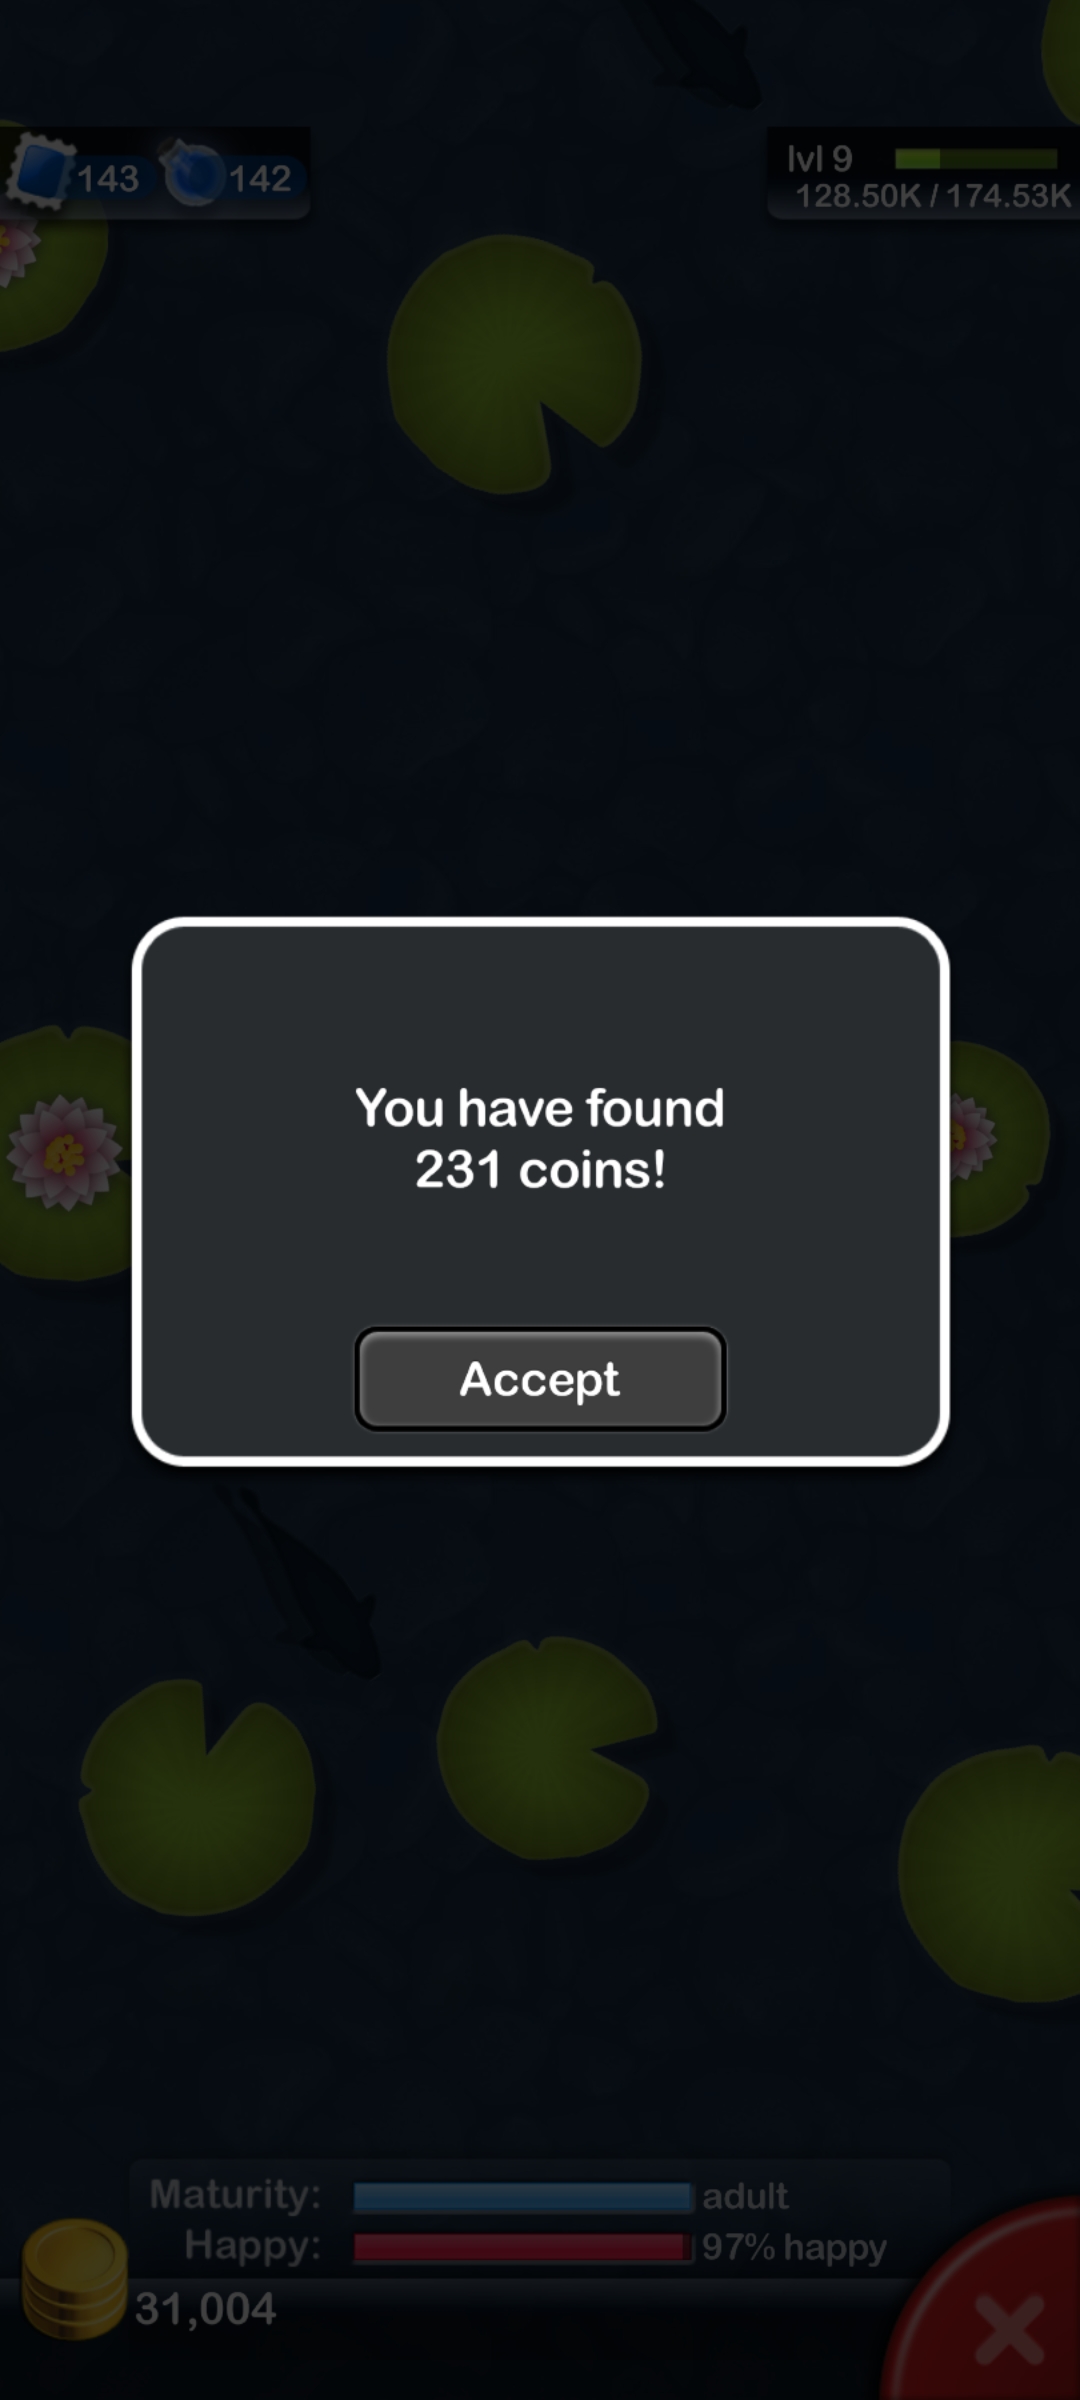 143 142
lvl 9
128.50K / 174.53K
You have found
231 coins!
Accept
Maturity: adult
Happy: 97% happy
31,004